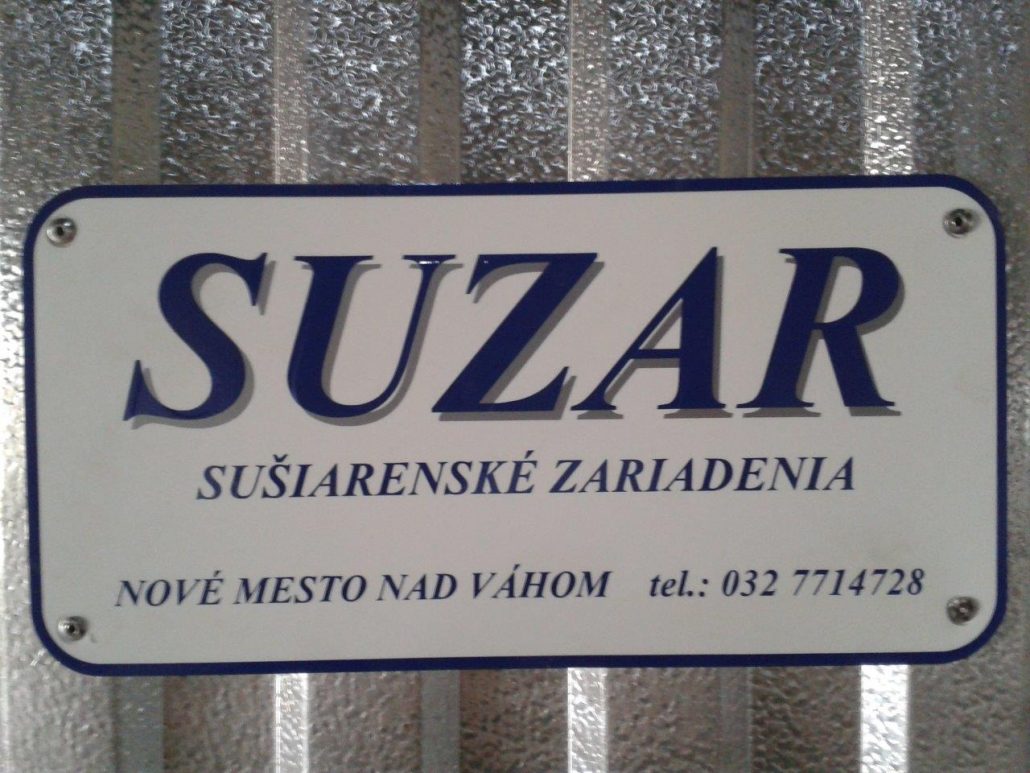 SUZAR
SUŠIARENSKÉ ZARIADENIA
NOVÉ MESTO NAD VÁHOM tel.: 032 7714728